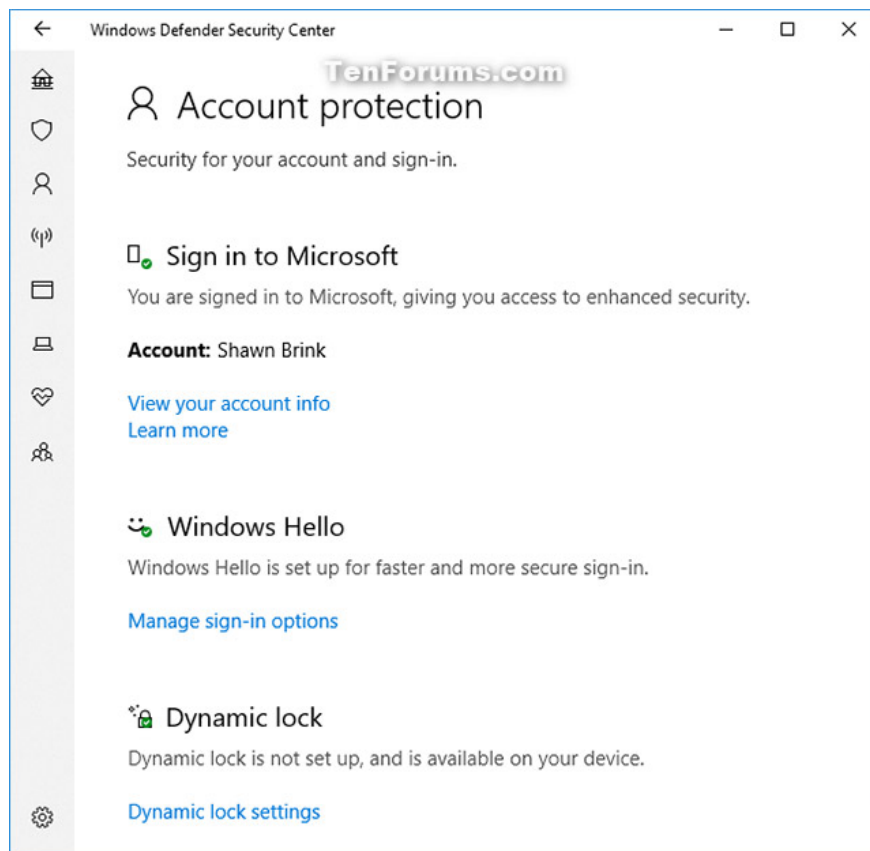 Windows Defender Security Center
TenForums.com
Account protection
Security for your account and sign-in.
Sign in to Microsoft
You are signed in to Microsoft, giving you access to enhanced security.
Account: Shawn Brink
View your account info
Learn more
Windows Hello
Windows Hello is set up for faster and more secure sign-in.
Manage sign-in options
Dynamic lock
Dynamic lock is not set up, and is available on your device.
Dynamic lock settings